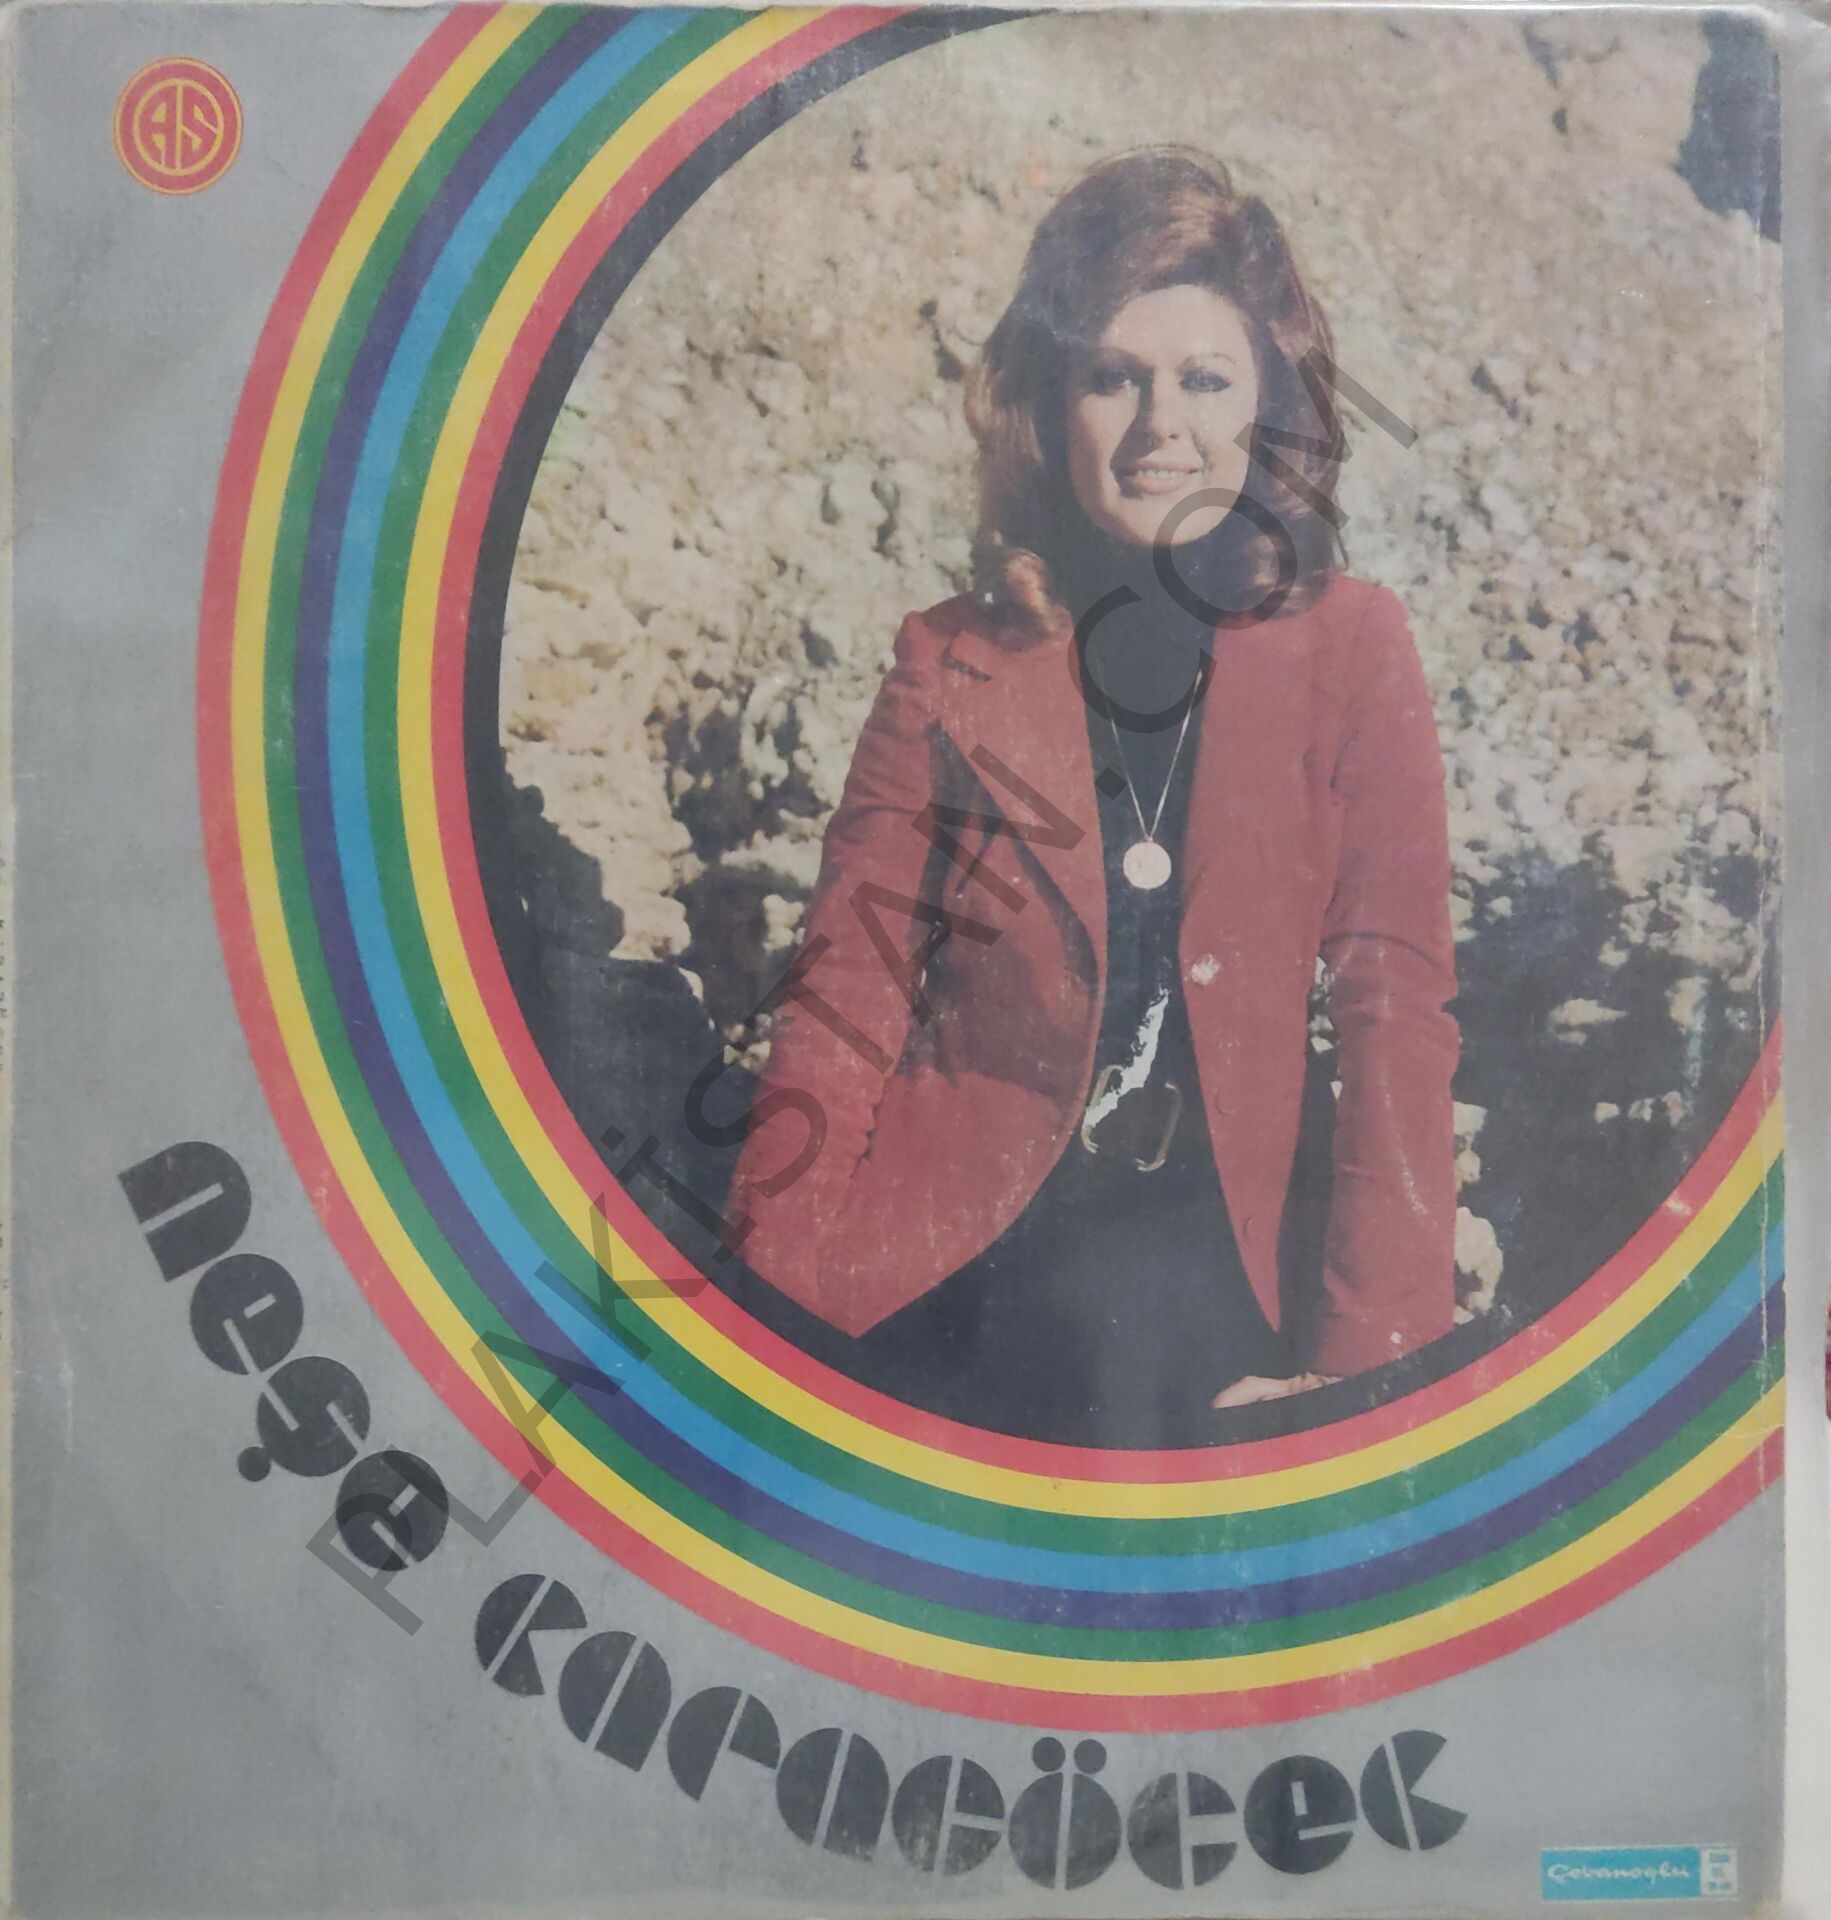 AS
PLAKİSTAN.COM
neşe karaböcek
Çobanoğlu